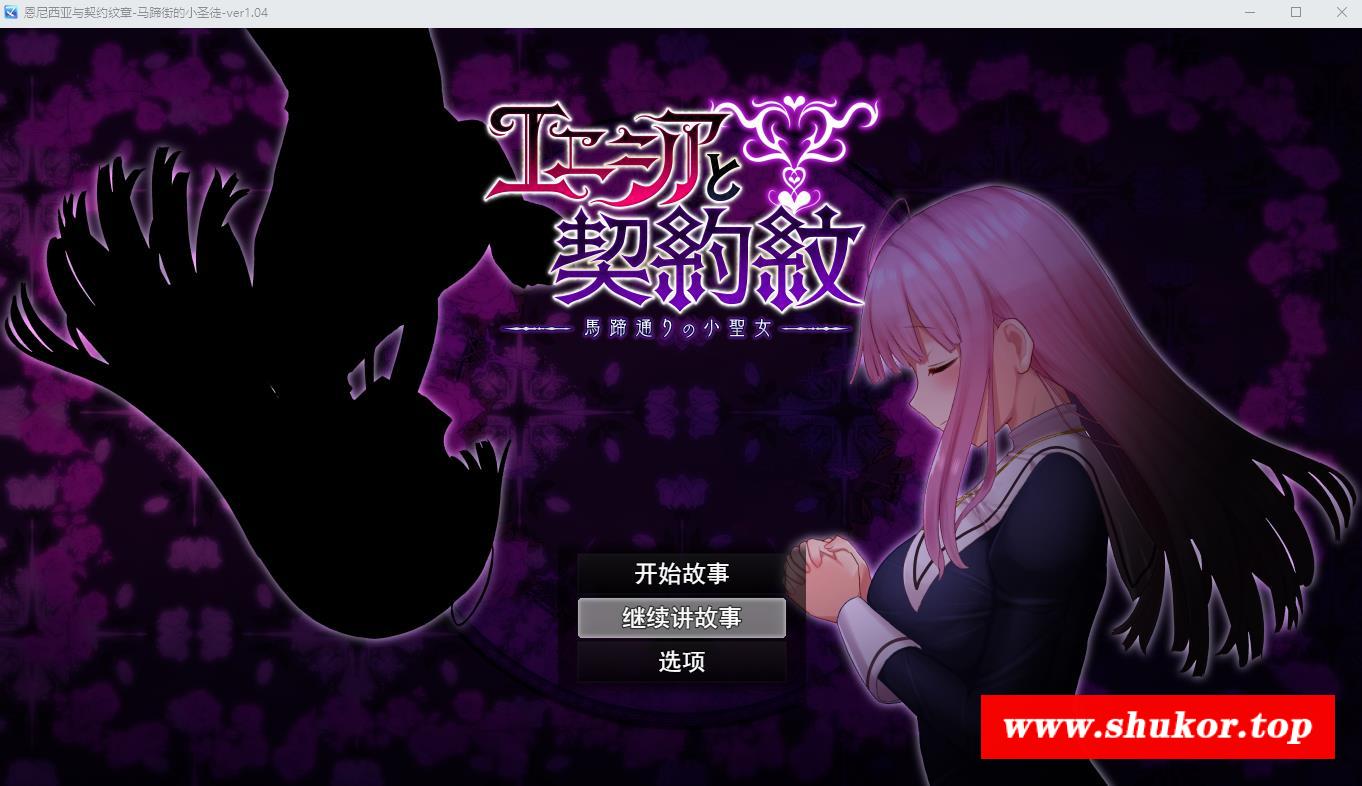 恩尼西亚与契约纹章-马蹄街的小圣徒-ver1.04
エニシアと
契約紋
馬蹄通りの小聖女
开始故事
继续讲故事
选项
www.shukor.top